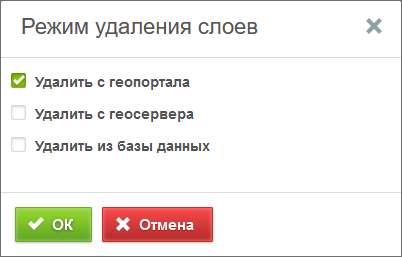 Режим удаления слоев
Удалить с геопортала
Удалить с геосервера
Удалить из базы данных
ОК Отмена